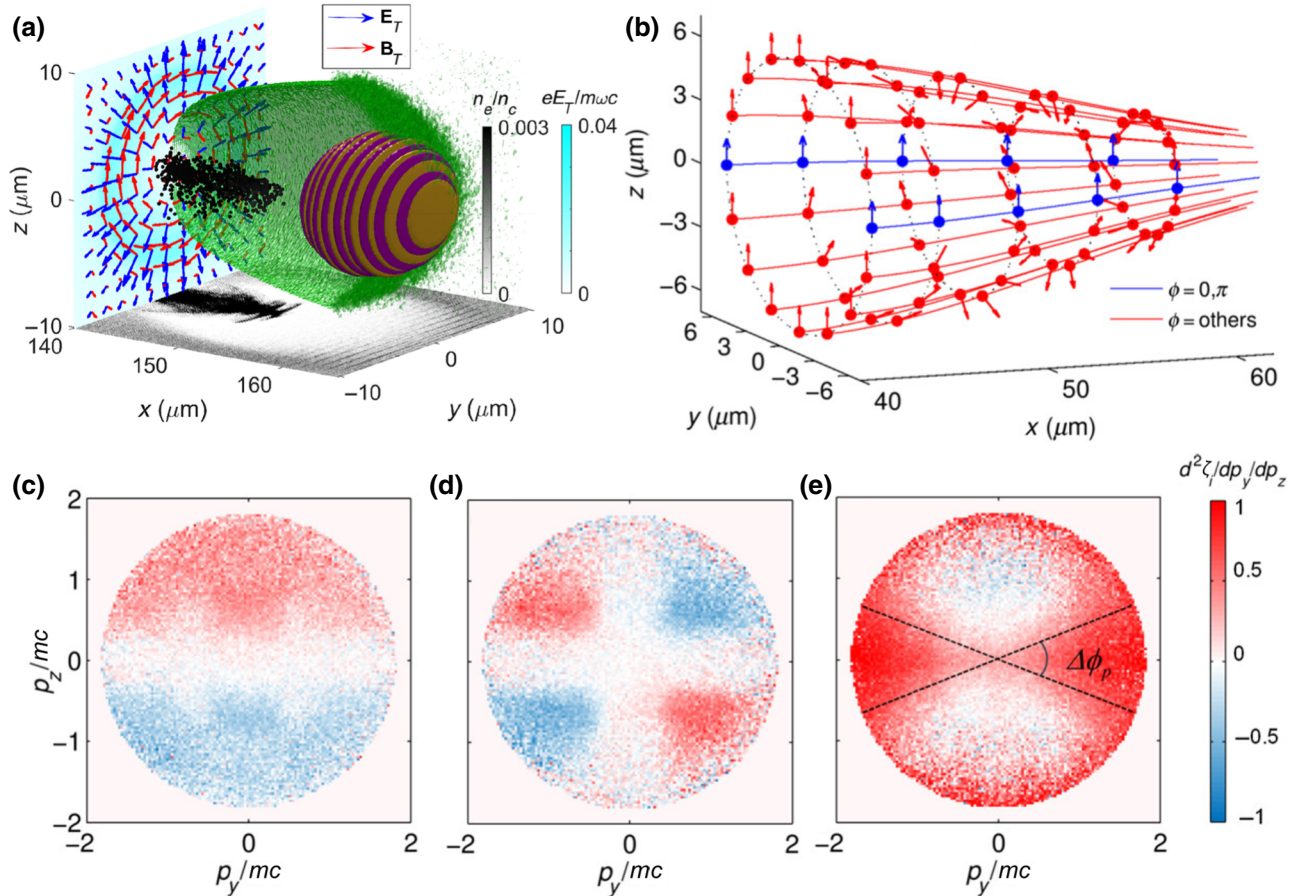 (a)
E_T
B_T
n_e/n_c
0.003
0
eE_T/mωc
0.04
0
z (μm)
10
0
−10
140
150
160
x (μm)
−10
0
10
y (μm)
(b)
z (μm)
6
3
0
−3
−6
y (μm)
6
3
0
−3
−6
40
50
60
x (μm)
ϕ = 0,π
ϕ = others
(c)
p_z/mc
2
1
0
−1
−2
−2
0
2
p_y/mc
(d)
−2
0
2
p_y/mc
(e)
Δϕ_p
−2
0
2
p_y/mc
d²ζ_i/dp_y/dp_z
1
0.5
0
−0.5
−1